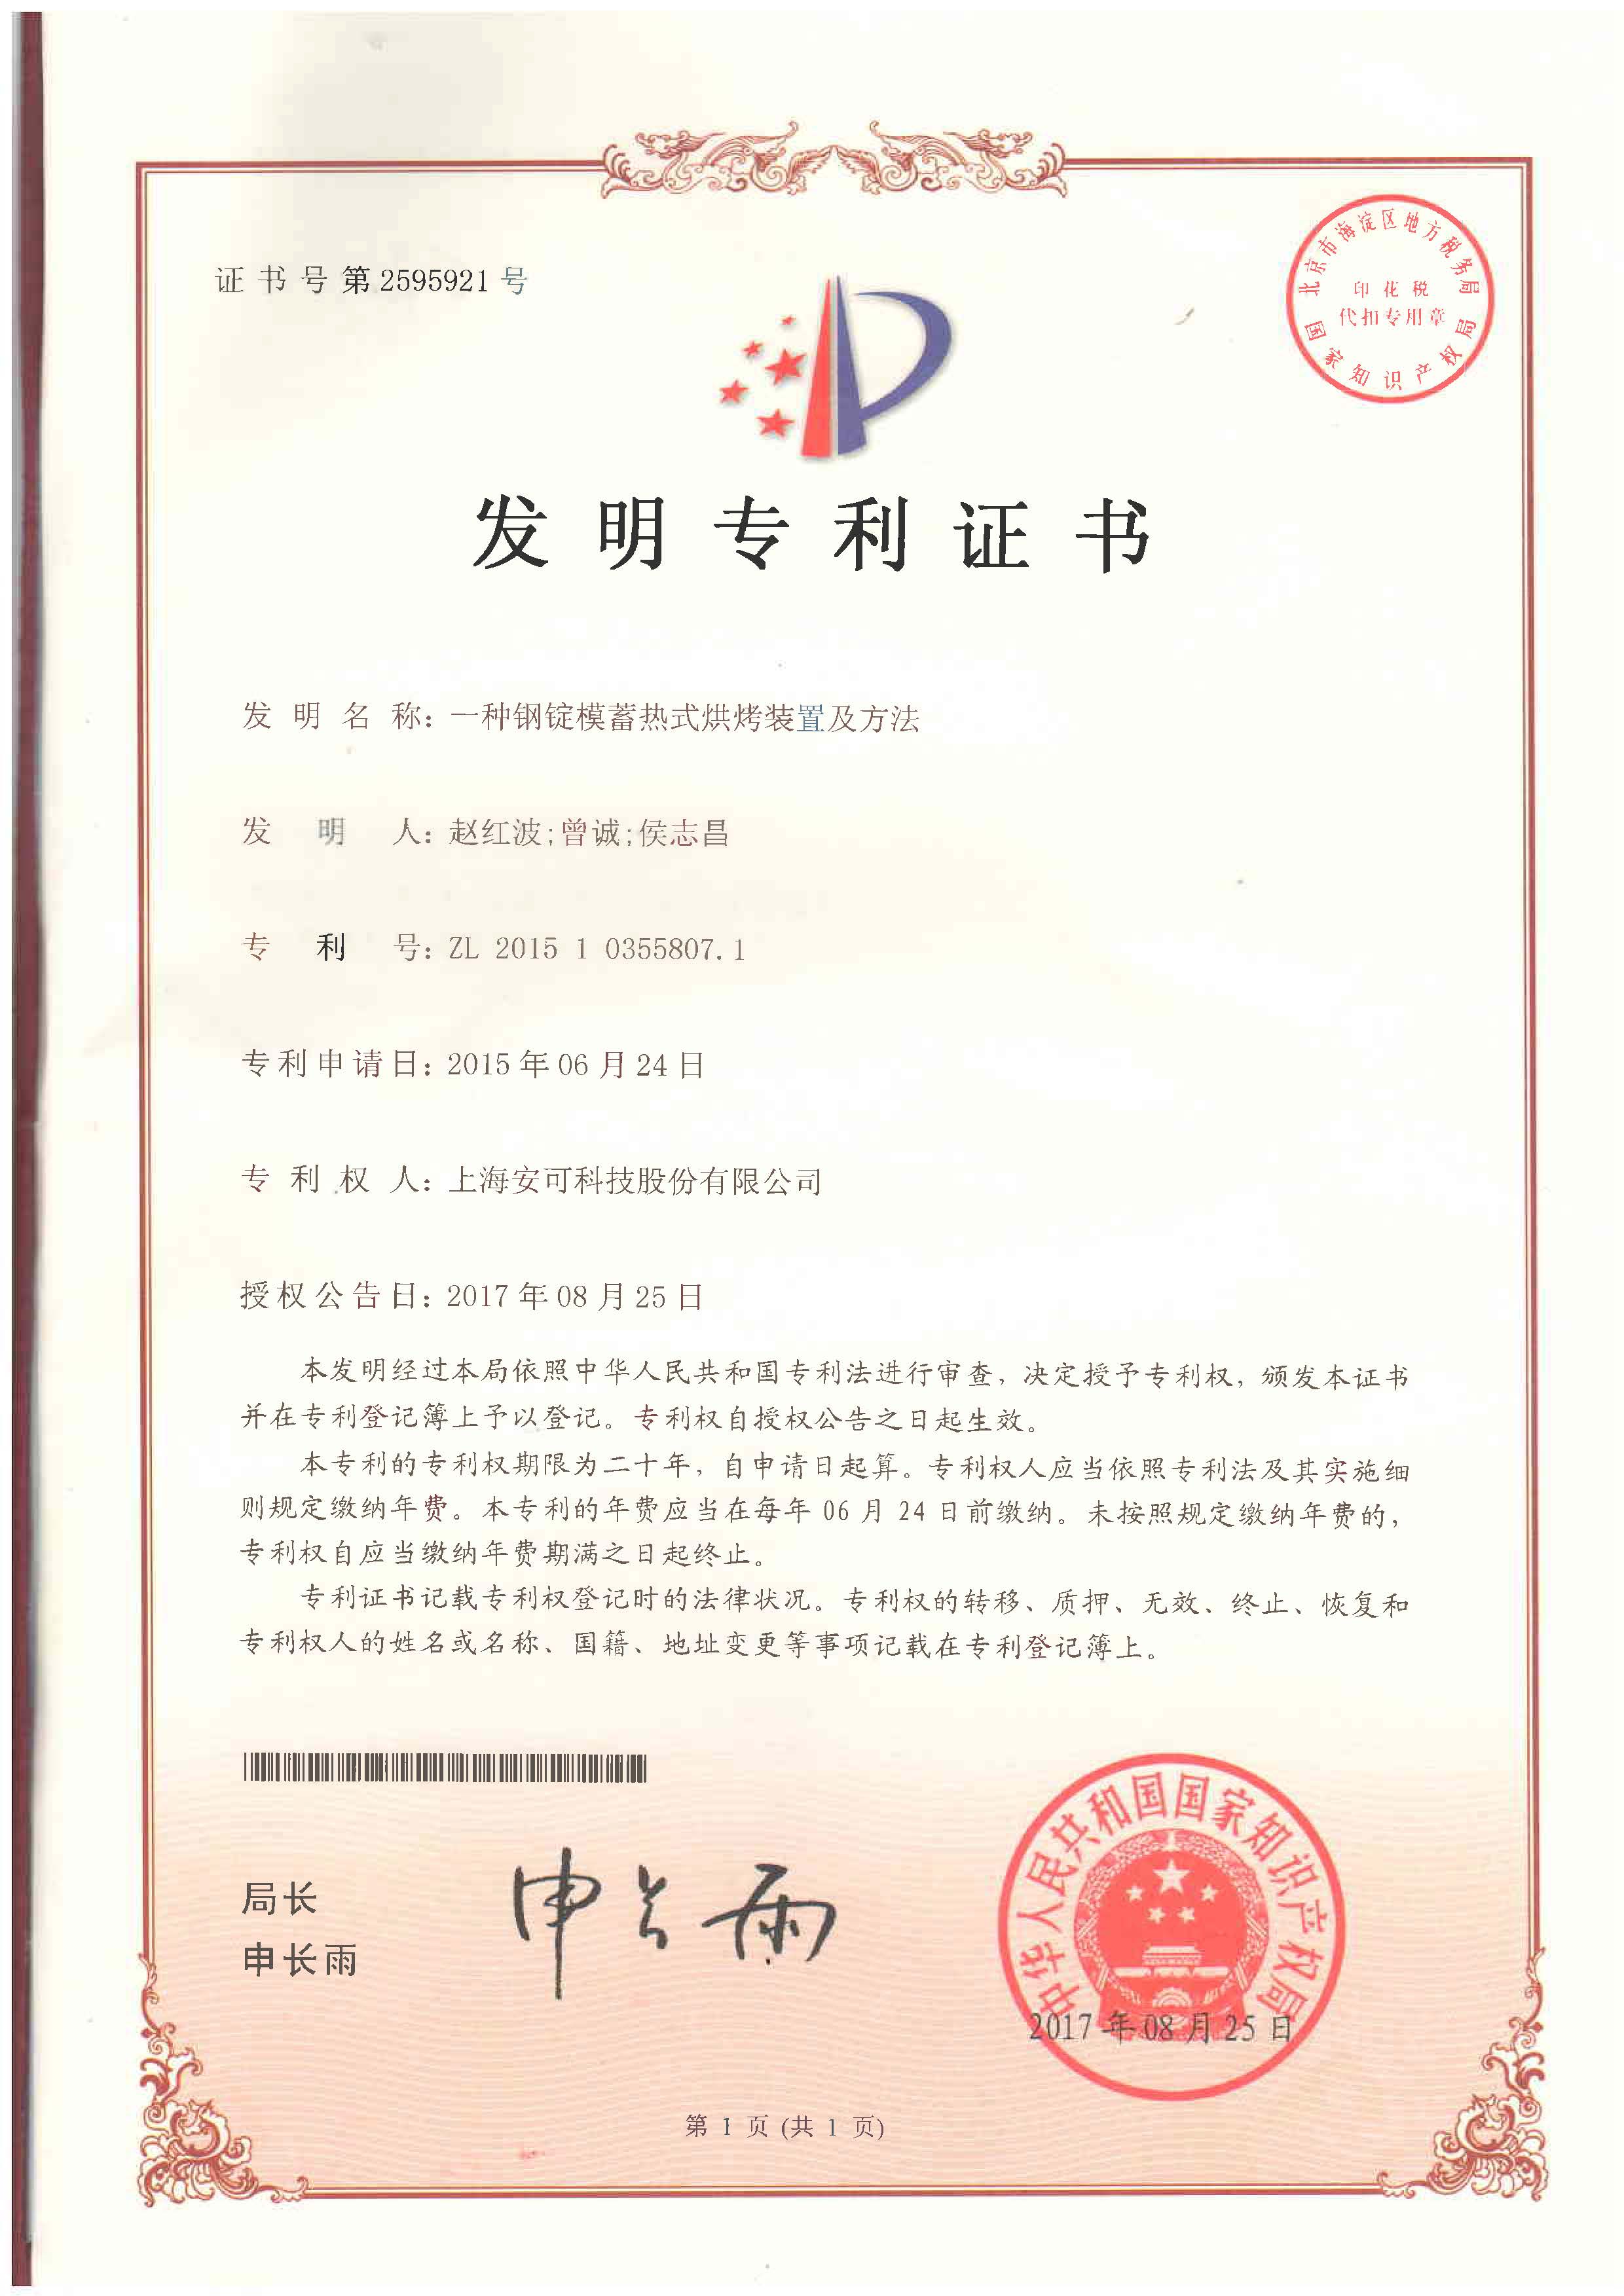 证书号第2595921号
北京市海淀区地方税务局
印花税
代扣专用章
国家知识产权局
发明专利证书
发明名称：一种钢锭模蓄热式烘烤装置及方法
发明人：赵红波;曾诚;侯志昌
专利号：ZL 2015 1 0355807.1
专利申请日：2015年06月24日
专利权人：上海安可科技股份有限公司
授权公告日：2017年08月25日
本发明经过本局依照中华人民共和国专利法进行审查，决定授予专利权，颁发本证书
并在专利登记簿上予以登记。专利权自授权公告之日起生效。
本专利的专利权期限为二十年，自申请日起算。专利权人应当依照专利法及其实施细
则规定缴纳年费。本专利的年费应当在每年06月24日前缴纳。未按照规定缴纳年费的，
专利权自应当缴纳年费期满之日起终止。
专利证书记载专利权登记时的法律状况。专利权的转移、质押、无效、终止、恢复和
专利权人的姓名或名称、国籍、地址变更等事项记载在专利登记簿上。
局长
申长雨
申长雨
中华人民共和国国家知识产权局
2017年08月25日
第1页(共1页)